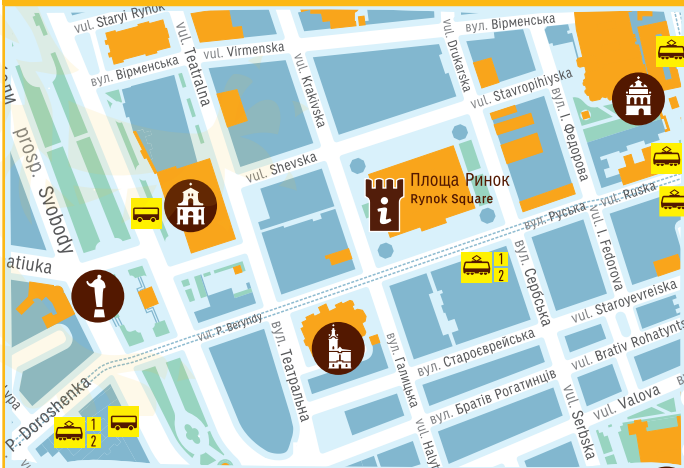 vul. Staryi Rynok
вул. Вірменська
vul. Virmenska
вул. Вірменська
vul. Teatralna
vul. Krakivska
vul. Drukarska
vul. Stavropihiyska
вул. І. Федорова
prosp. Svobody
vul. Shevska
Площа Ринок
Rynok Square
vul. Ruska
вул. Руська
vul. I. Fedorova
atiuka
1
2
вул. Сербська
vul. Staroyevreiska
vul. P. Beryndy
вул. Театральна
вул. Галицька
вул. Староєврейська
vul. Brativ Rohatynts
вул. Братів Рогатинців
P. Doroshenka
vul. Valova
vul. Serbska
vul. Halyt
1
2